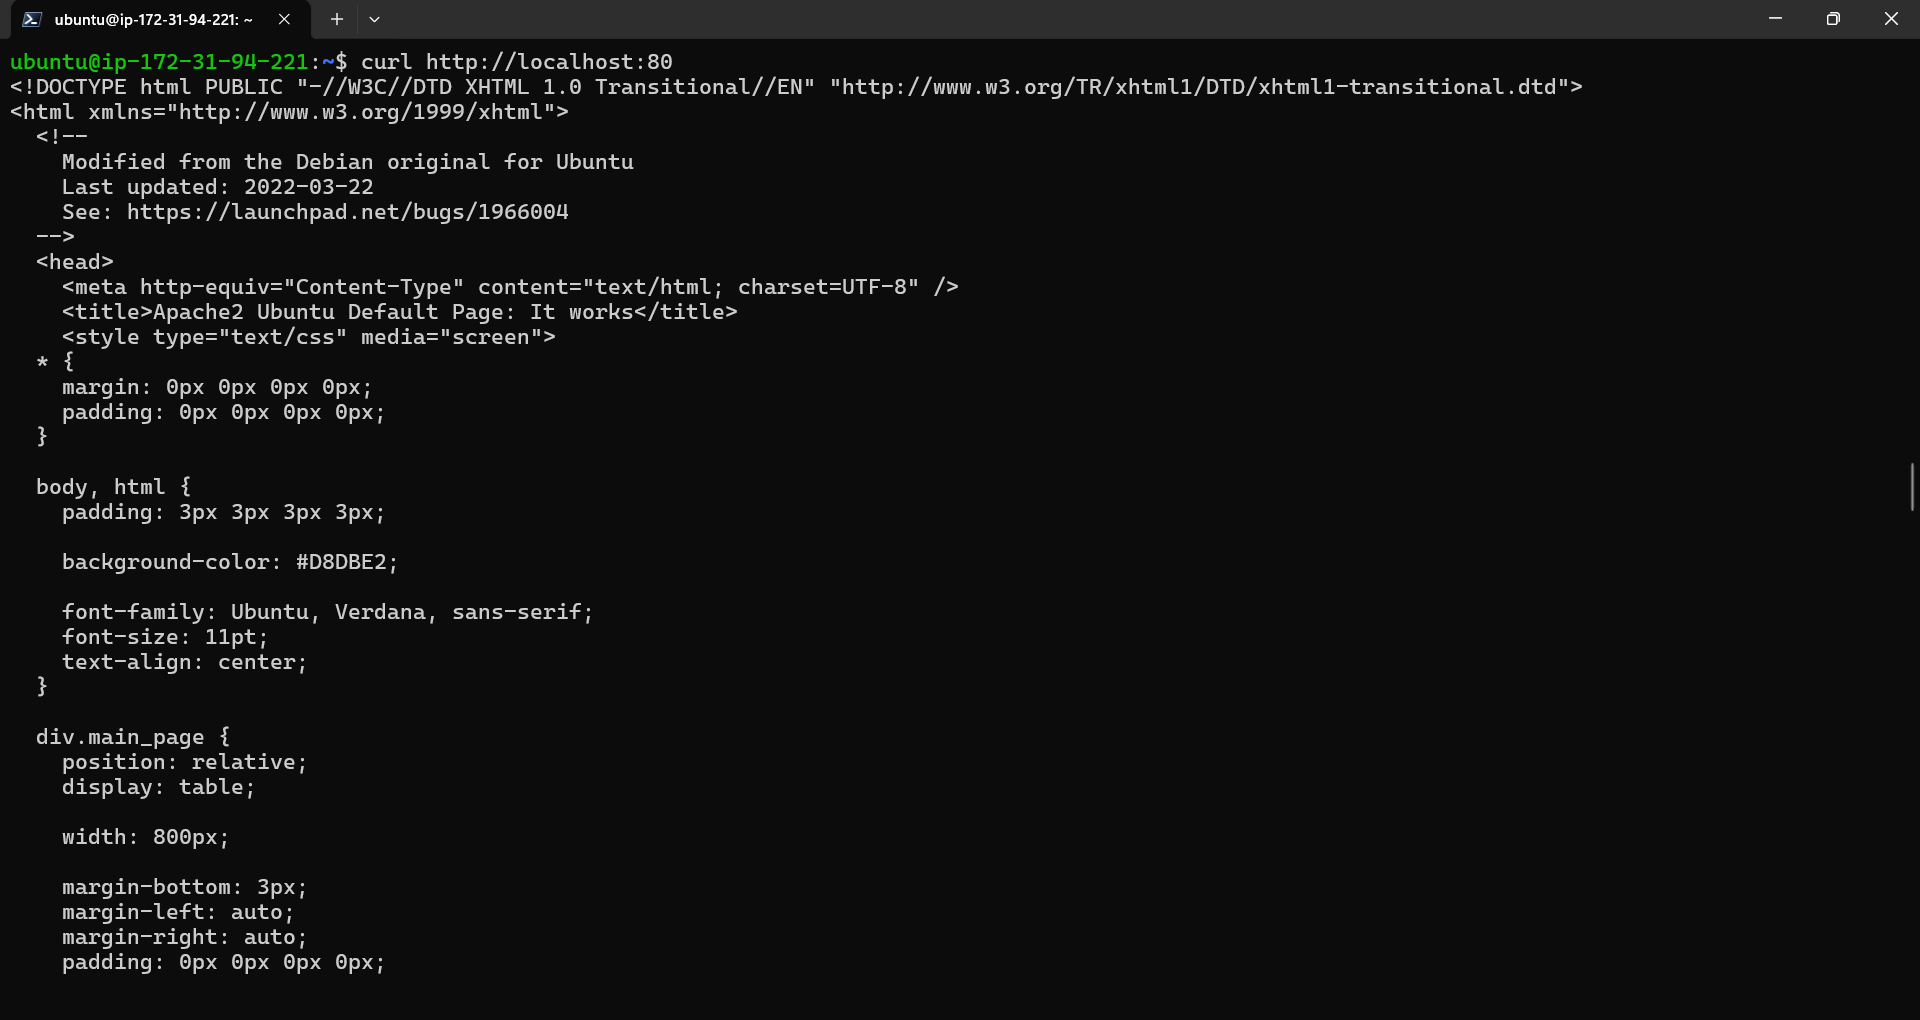 ubuntu@ip-172-31-94-221: ~
ubuntu@ip-172-31-94-221:~$ curl http://localhost:80
<!DOCTYPE html PUBLIC "-//W3C//DTD XHTML 1.0 Transitional//EN" "http://www.w3.org/TR/xhtml1/DTD/xhtml1-transitional.dtd">
<html xmlns="http://www.w3.org/1999/xhtml">
  <!--
    Modified from the Debian original for Ubuntu
    Last updated: 2022-03-22
    See: https://launchpad.net/bugs/1966004
  -->
  <head>
    <meta http-equiv="Content-Type" content="text/html; charset=UTF-8" />
    <title>Apache2 Ubuntu Default Page: It works</title>
    <style type="text/css" media="screen">
  * {
    margin: 0px 0px 0px 0px;
    padding: 0px 0px 0px 0px;
  }

  body, html {
    padding: 3px 3px 3px 3px;

    background-color: #D8DBE2;

    font-family: Ubuntu, Verdana, sans-serif;
    font-size: 11pt;
    text-align: center;
  }

  div.main_page {
    position: relative;
    display: table;

    width: 800px;

    margin-bottom: 3px;
    margin-left: auto;
    margin-right: auto;
    padding: 0px 0px 0px 0px;